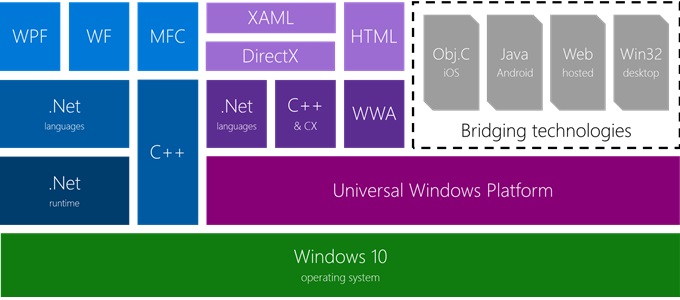 WPF
WF
MFC
XAML
DirectX
HTML
Obj.C
iOS
Java
Android
Web
hosted
Win32
desktop
Bridging technologies
.Net
languages
C++
.Net
languages
C++
& CX
WWA
.Net
runtime
Universal Windows Platform
Windows 10
operating system